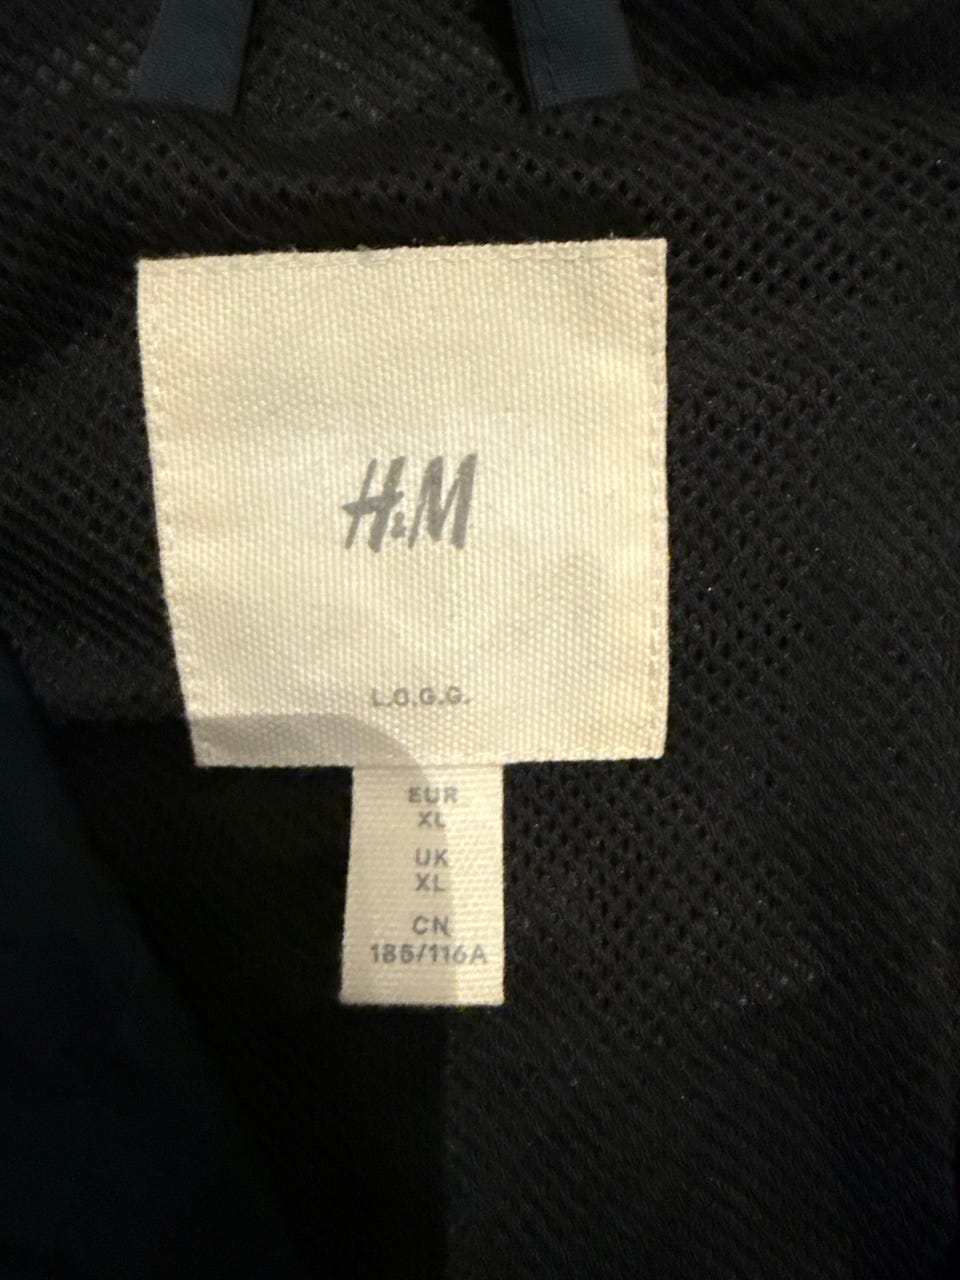 H&M
L.O.G.G.
EUR
XL
UK
XL
CN
185/116A